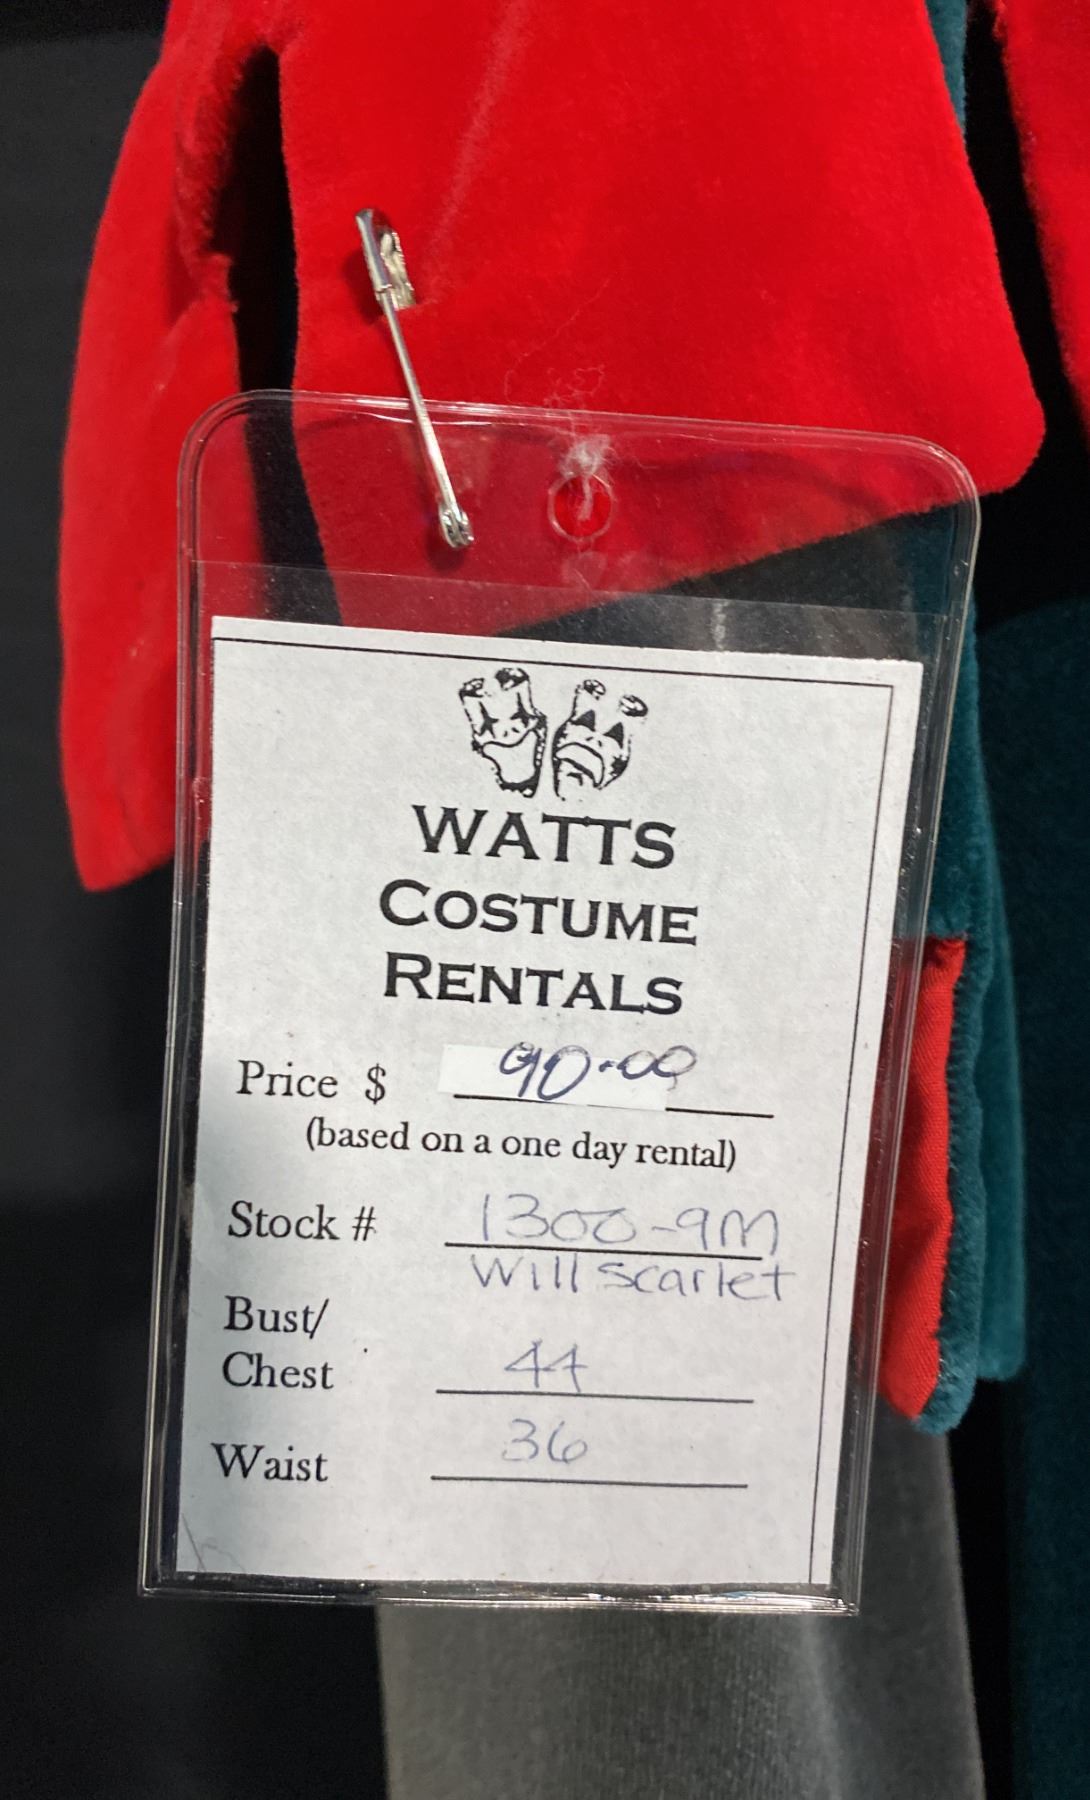 WATTS
COSTUME
RENTALS
Price $ 90.00
(based on a one day rental)
Stock # 1300-9M
Will scarlet
Bust/
Chest 44
Waist 36